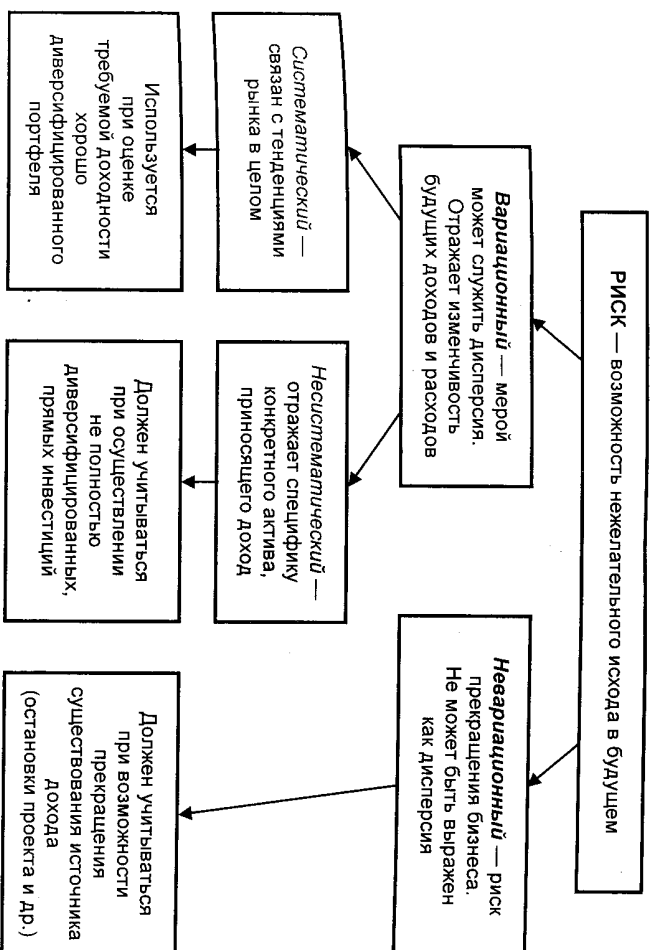 РИСК — возможность нежелательного исхода в будущем
Вариационный — мерой
может служить дисперсия.
Отражает изменчивость
будущих доходов и расходов
Невариационный — риск
прекращения бизнеса.
Не может быть выражен
как дисперсия
Систематический —
связан с тенденциями
рынка в целом
Несистематический —
отражает специфику
конкретного актива,
приносящего доход
Используется
при оценке
требуемой доходности
хорошо
диверсифицированного
портфеля
Должен учитываться
при осуществлении
не полностью
диверсифицированных,
прямых инвестиций
Должен учитываться
при возможности
прекращения
существования источника
дохода
(остановки проекта и др.)